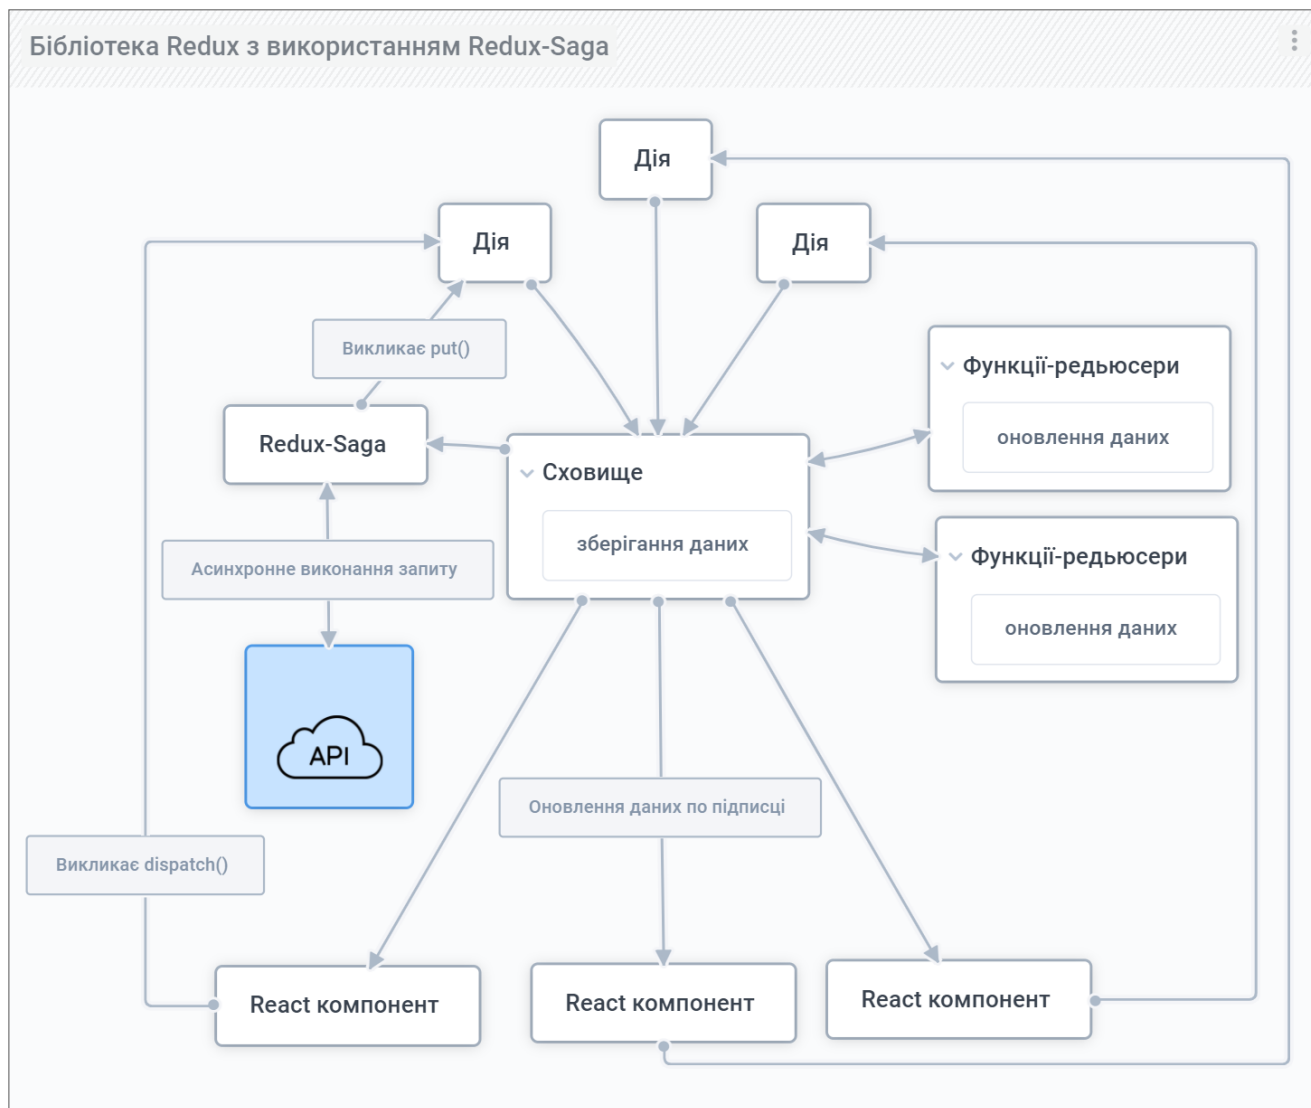 Бібліотека Redux з використанням Redux-Saga
Дія
Дія
Дія
Викликає put()
Функції-редьюсери
оновлення даних
Redux-Saga
Сховище
зберігання даних
Асинхронне виконання запиту
Функції-редьюсери
оновлення даних
API
Оновлення даних по підписці
Викликає dispatch()
React компонент
React компонент
React компонент